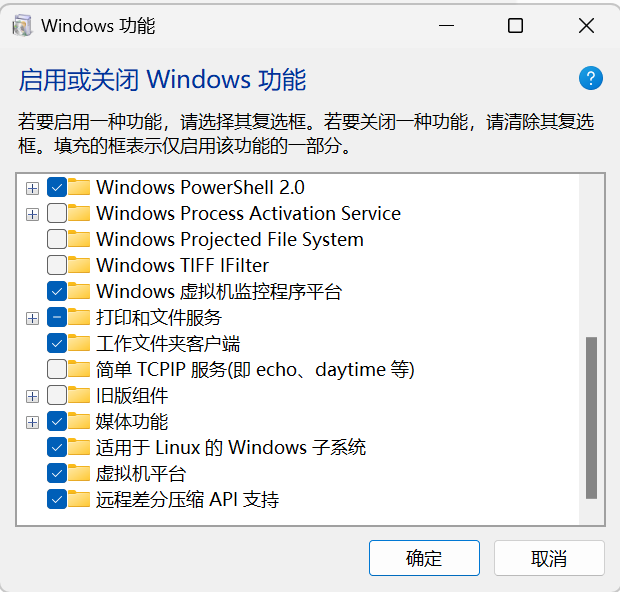 Windows 功能
启用或关闭 Windows 功能
?
若要启用一种功能，请选择其复选框。若要关闭一种功能，请清除其复选
框。填充的框表示仅启用该功能的一部分。
Windows PowerShell 2.0
Windows Process Activation Service
Windows Projected File System
Windows TIFF IFilter
Windows 虚拟机监控程序平台
打印和文件服务
工作文件夹客户端
简单 TCPIP 服务(即 echo、daytime 等)
旧版组件
媒体功能
适用于 Linux 的 Windows 子系统
虚拟机平台
远程差分压缩 API 支持
确定
取消